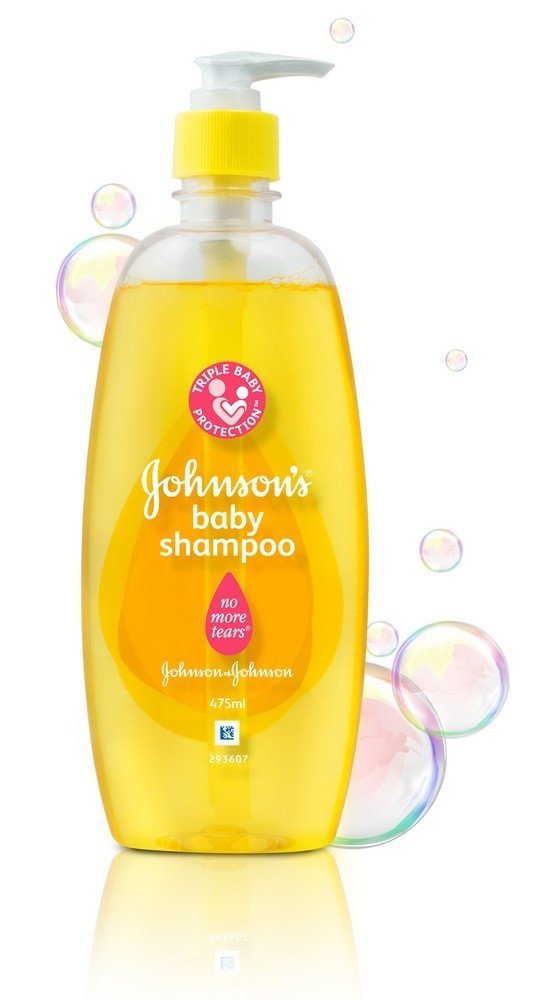 TRIPLE BABY
PROTECTION™
Johnson's®
baby
shampoo
no
more
tears®
Johnson & Johnson
475ml
293607